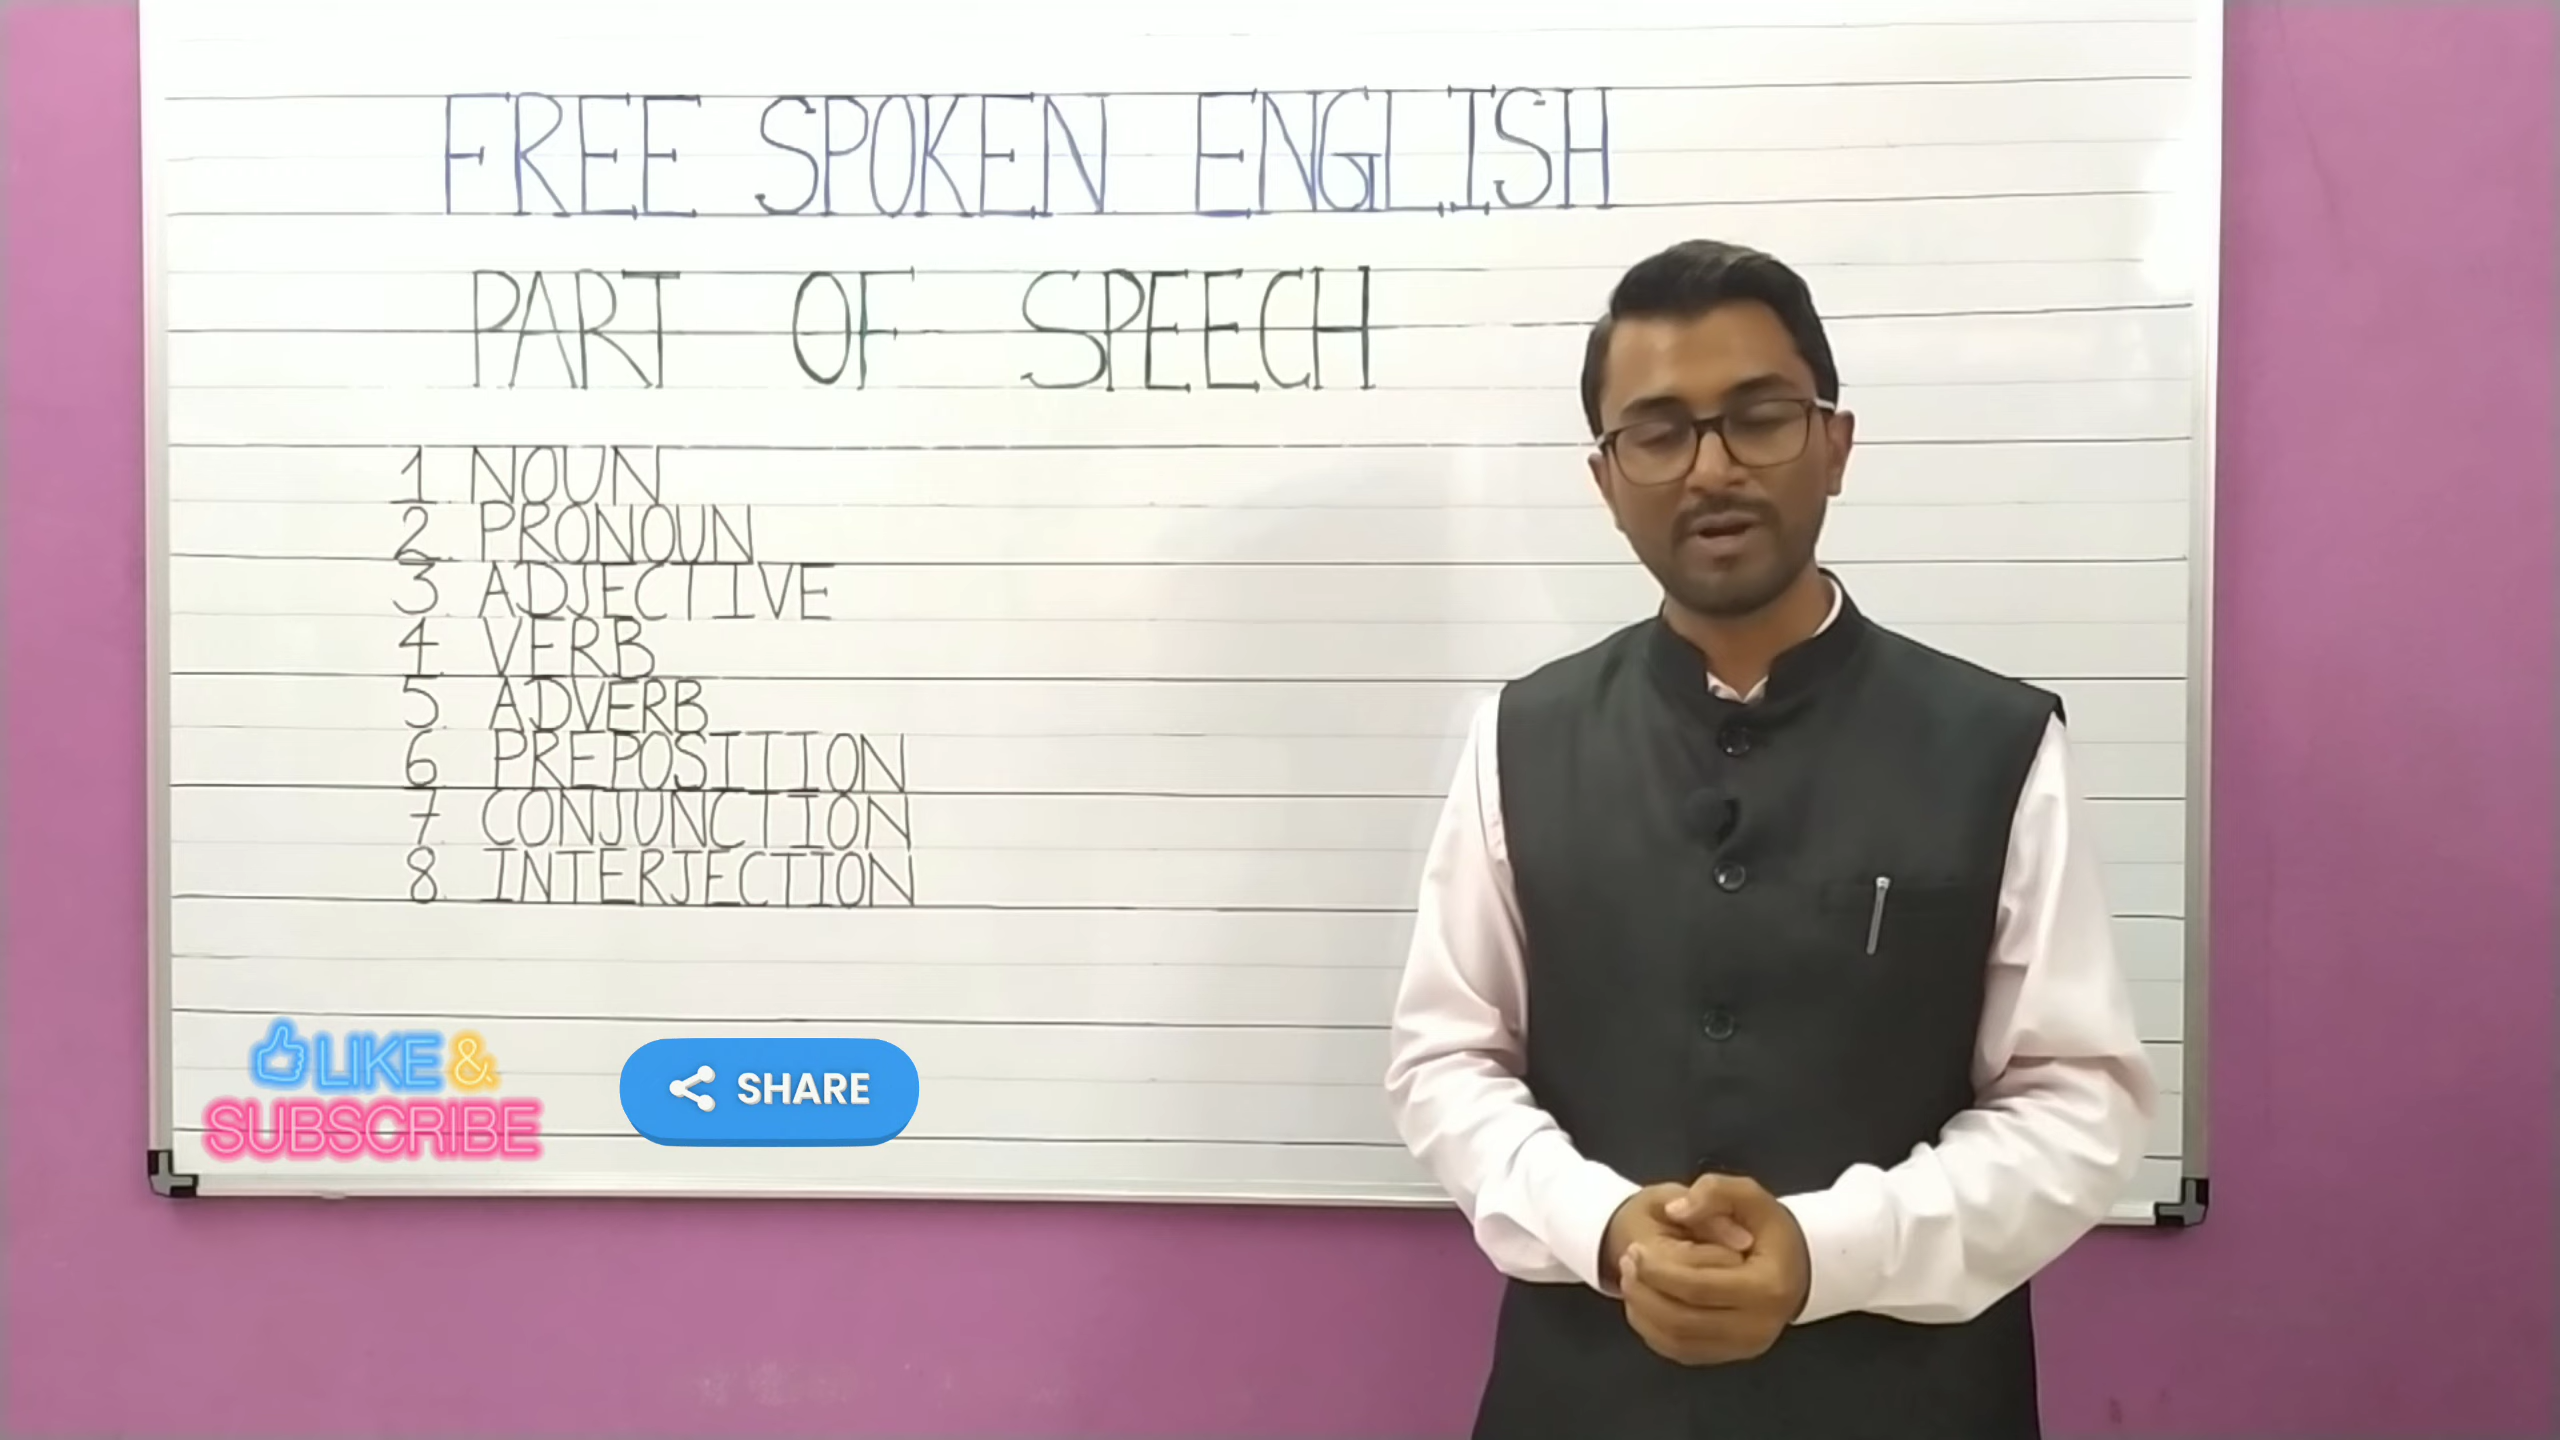 FREE SPOKEN ENGLISH
PART OF SPEECH
1 NOUN
2. PRONOUN
3. ADJECTIVE
4 VERB
5. ADVERB
6 PREPOSITION
7 CONJUNCTION
8. INTERJECTION
LIKE &
SUBSCRIBE
SHARE